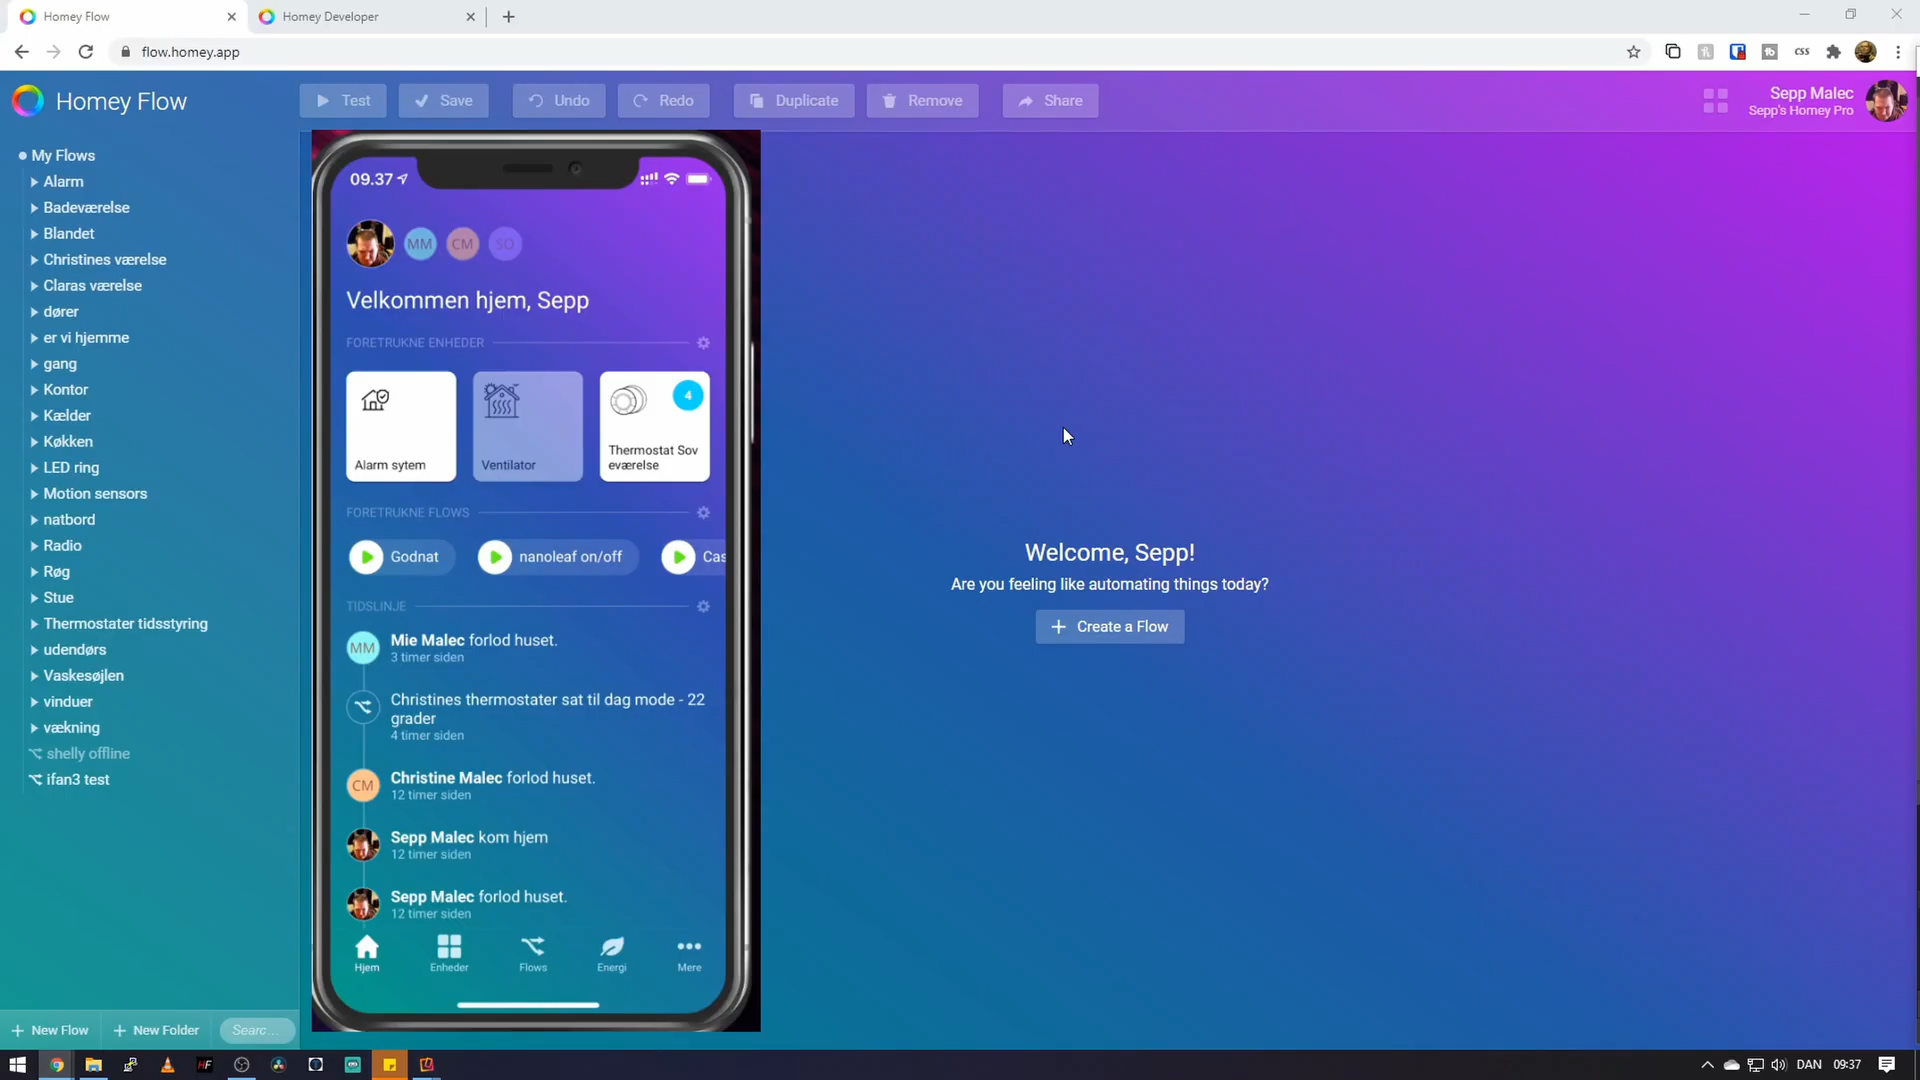 Homey Flow
Homey Developer
flow.homey.app
CSS
Homey Flow
Test
Save
Undo
Redo
Duplicate
Remove
Share
Sepp Malec
Sepp's Homey Pro
My Flows
Alarm
Badeværelse
Blandet
Christines værelse
Claras værelse
dører
er vi hjemme
gang
Kontor
Kælder
Køkken
LED ring
Motion sensors
natbord
Radio
Røg
Stue
Thermostater tidsstyring
udendørs
Vaskesøjlen
vinduer
vækning
shelly offline
ifan3 test
New Flow
New Folder
Searc...
09.37
MM CM SD
Velkommen hjem, Sepp
FORETRUKNE ENHEDER
Alarm sytem
Ventilator
4
Thermostat Sov
eværelse
FORETRUKNE FLOWS
Godnat
nanoleaf on/off
Cas
TIDSLINJE
MM
Mie Malec forlod huset.
3 timer siden
Christines thermostater sat til dag mode - 22
grader
4 timer siden
CM
Christine Malec forlod huset.
12 timer siden
Sepp Malec kom hjem
12 timer siden
Sepp Malec forlod huset.
12 timer siden
Hjem
Enheder
Flows
Energi
Mere
Welcome, Sepp!
Are you feeling like automating things today?
Create a Flow
HF
DAN
09:37